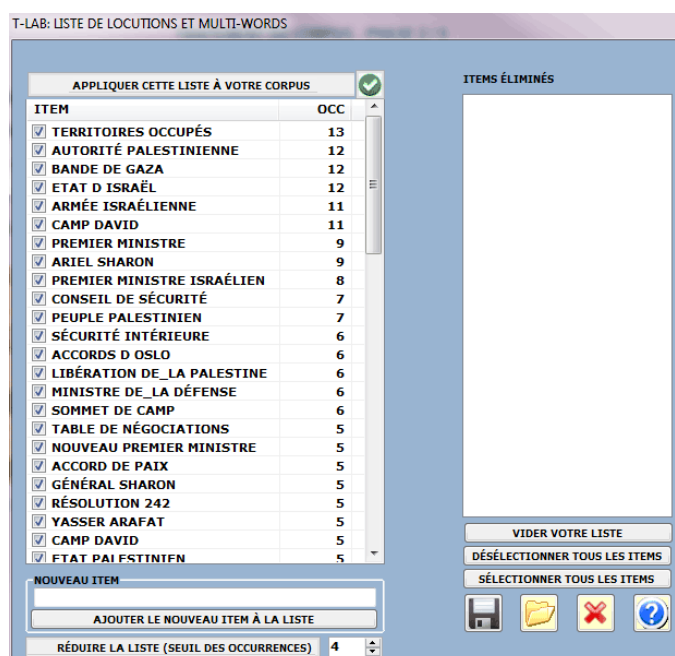 T-LAB: LISTE DE LOCUTIONS ET MULTI-WORDS
APPLIQUER CETTE LISTE À VOTRE CORPUS
ITEM OCC
TERRITOIRES OCCUPÉS 13
AUTORITÉ PALESTINIENNE 12
BANDE DE GAZA 12
ETAT D ISRAËL 12
ARMÉE ISRAÉLIENNE 11
CAMP DAVID 11
PREMIER MINISTRE 9
ARIEL SHARON 9
PREMIER MINISTRE ISRAÉLIEN 8
CONSEIL DE SÉCURITÉ 7
PEUPLE PALESTINIEN 7
SÉCURITÉ INTÉRIEURE 6
ACCORDS D OSLO 6
LIBÉRATION DE_LA PALESTINE 6
MINISTRE DE_LA DÉFENSE 6
SOMMET DE CAMP 6
TABLE DE NÉGOCIATIONS 5
NOUVEAU PREMIER MINISTRE 5
ACCORD DE PAIX 5
GÉNÉRAL SHARON 5
RÉSOLUTION 242 5
YASSER ARAFAT 5
CAMP DAVID 5
ETAT PALESTINIEN 5
NOUVEAU ITEM
AJOUTER LE NOUVEAU ITEM À LA LISTE
RÉDUIRE LA LISTE (SEUIL DES OCCURRENCES) 4
ITEMS ÉLIMINÉS
VIDER VOTRE LISTE
DÉSÉLECTIONNER TOUS LES ITEMS
SÉLECTIONNER TOUS LES ITEMS